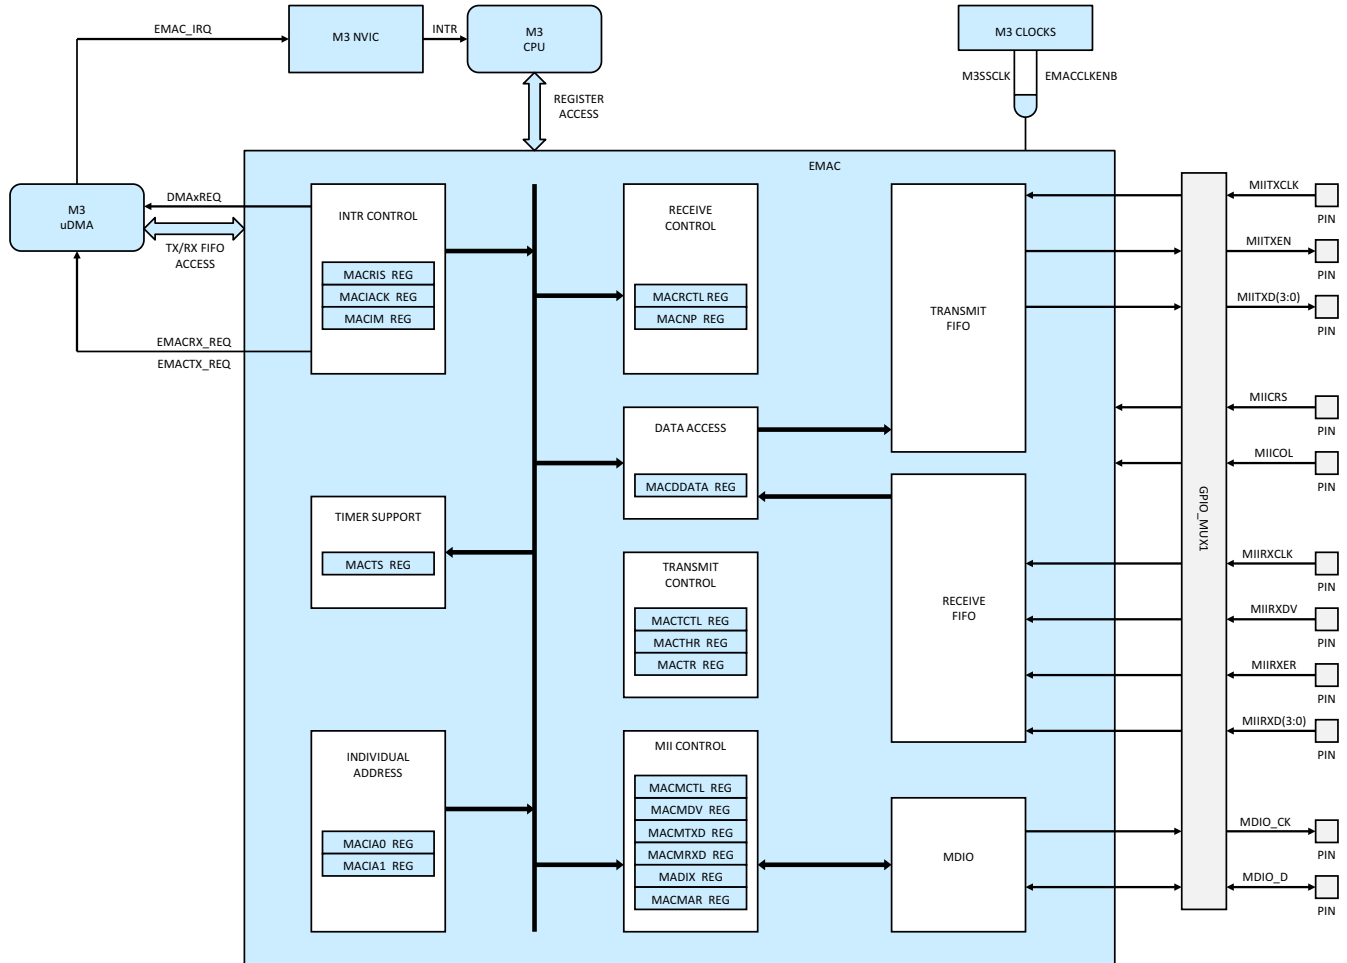 EMAC_IRQ
M3 NVIC
INTR
M3
CPU
M3 CLOCKS
M3SSCLK
EMACCLKENB
REGISTER
ACCESS
EMAC
M3
uDMA
DMAxREQ
TX/RX FIFO
ACCESS
EMACRX_REQ
EMACTX_REQ
INTR CONTROL
MACRIS REG
MACIACK REG
MACIM REG
RECEIVE
CONTROL
MACRCTL REG
MACNP REG
TRANSMIT
FIFO
DATA ACCESS
MACDDATA REG
TIMER SUPPORT
MACTS REG
TRANSMIT
CONTROL
MACTCTL REG
MACTHR REG
MACTR REG
RECEIVE
FIFO
INDIVIDUAL
ADDRESS
MACIA0 REG
MACIA1 REG
MII CONTROL
MACMCTL REG
MACMDV REG
MACMTXD REG
MACMRXD REG
MADIX REG
MACMAR REG
MDIO
GPIO_MUX1
MIITXCLK
PIN
MIITXEN
PIN
MIITXD(3:0)
PIN
MIICRS
PIN
MIICOL
PIN
MIIRXCLK
PIN
MIIRXDV
PIN
MIIRXER
PIN
MIIRXD(3:0)
PIN
MDIO_CK
PIN
MDIO_D
PIN